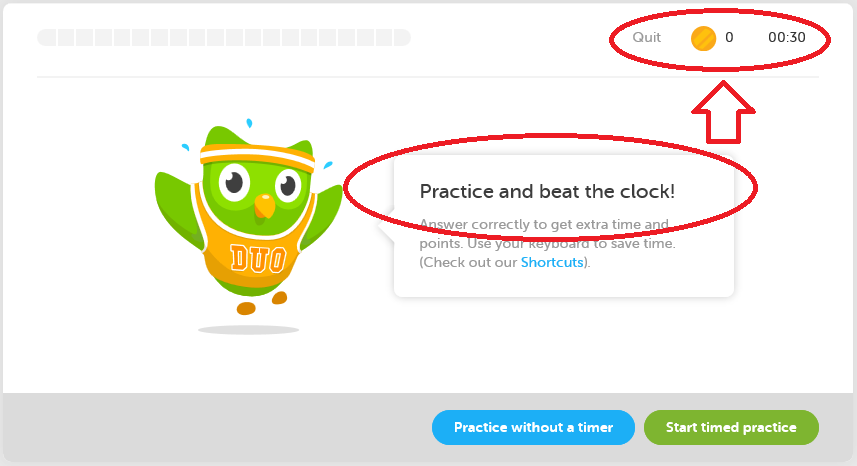 Quit 0 00:30
Practice and beat the clock!
Answer correctly to get extra time and
points. Use your keyboard to save time.
(Check out our Shortcuts).
DUO
Practice without a timer Start timed practice